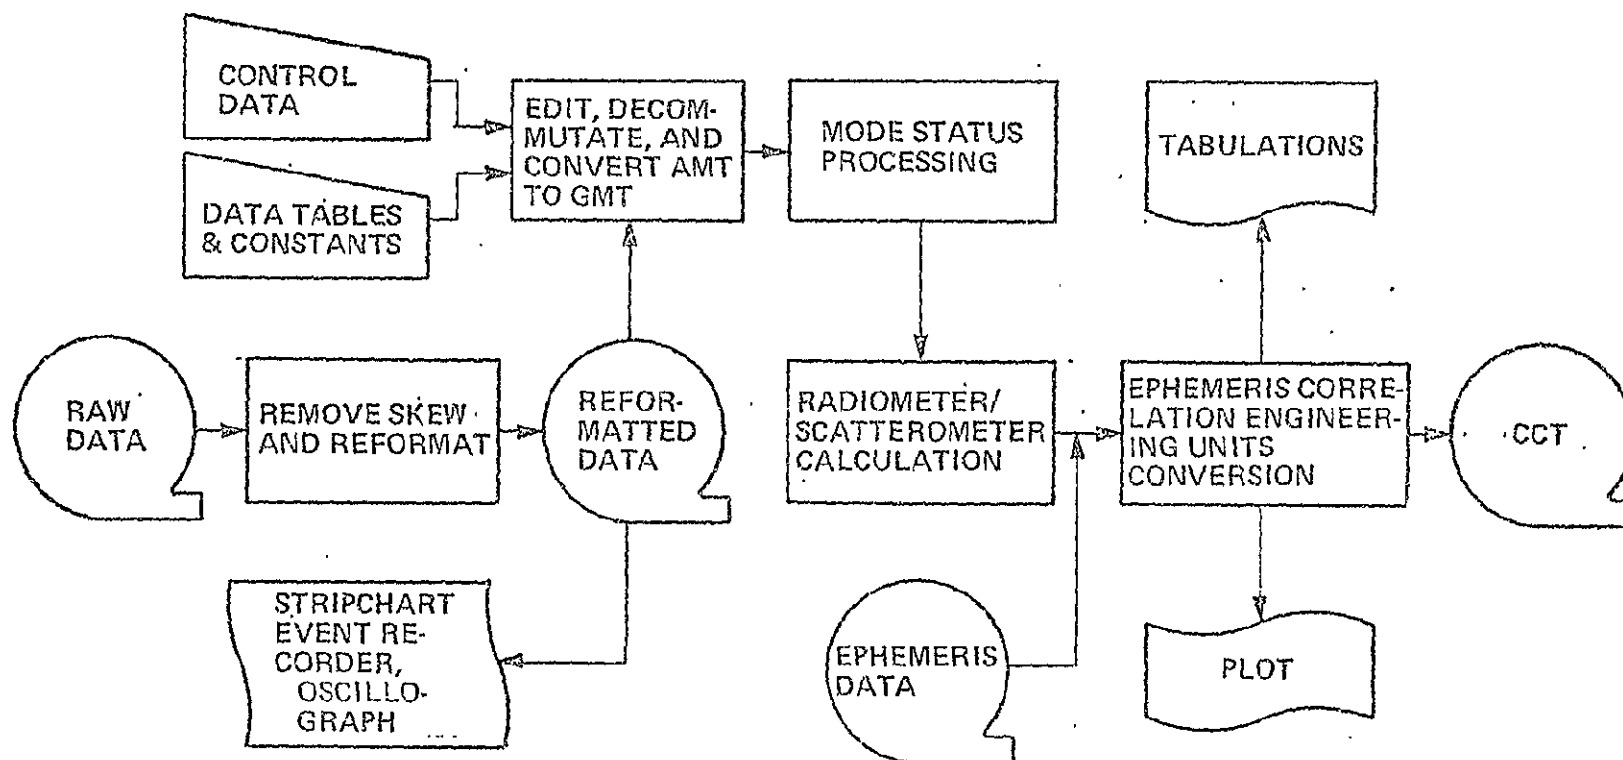 CONTROL
DATA
DATA TABLES
& CONSTANTS
EDIT, DECOM-
MUTATE, AND
CONVERT AMT
TO GMT
MODE STATUS
PROCESSING
TABULATIONS
RAW
DATA
REMOVE SKEW
AND REFORMAT
REFOR-
MATTED
DATA
RADIOMETER/
SCATTEROMETER
CALCULATION
EPHEMERIS CORRE-
LATION ENGINEER-
ING UNITS
CONVERSION
CCT
STRIPCHART
EVENT RE-
CORDER,
OSCILLO-
GRAPH
EPHEMERIS
DATA
PLOT